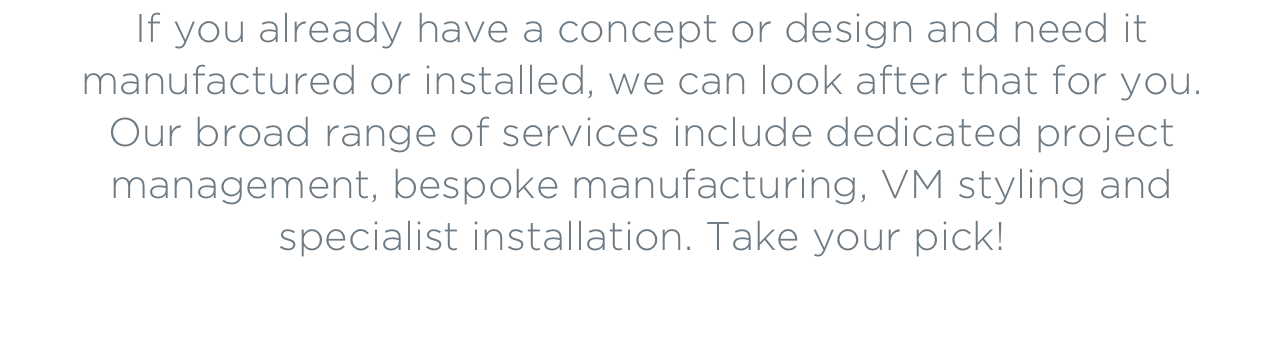 If you already have a concept or design and need it
manufactured or installed, we can look after that for you.
Our broad range of services include dedicated project
management, bespoke manufacturing, VM styling and
specialist installation. Take your pick!